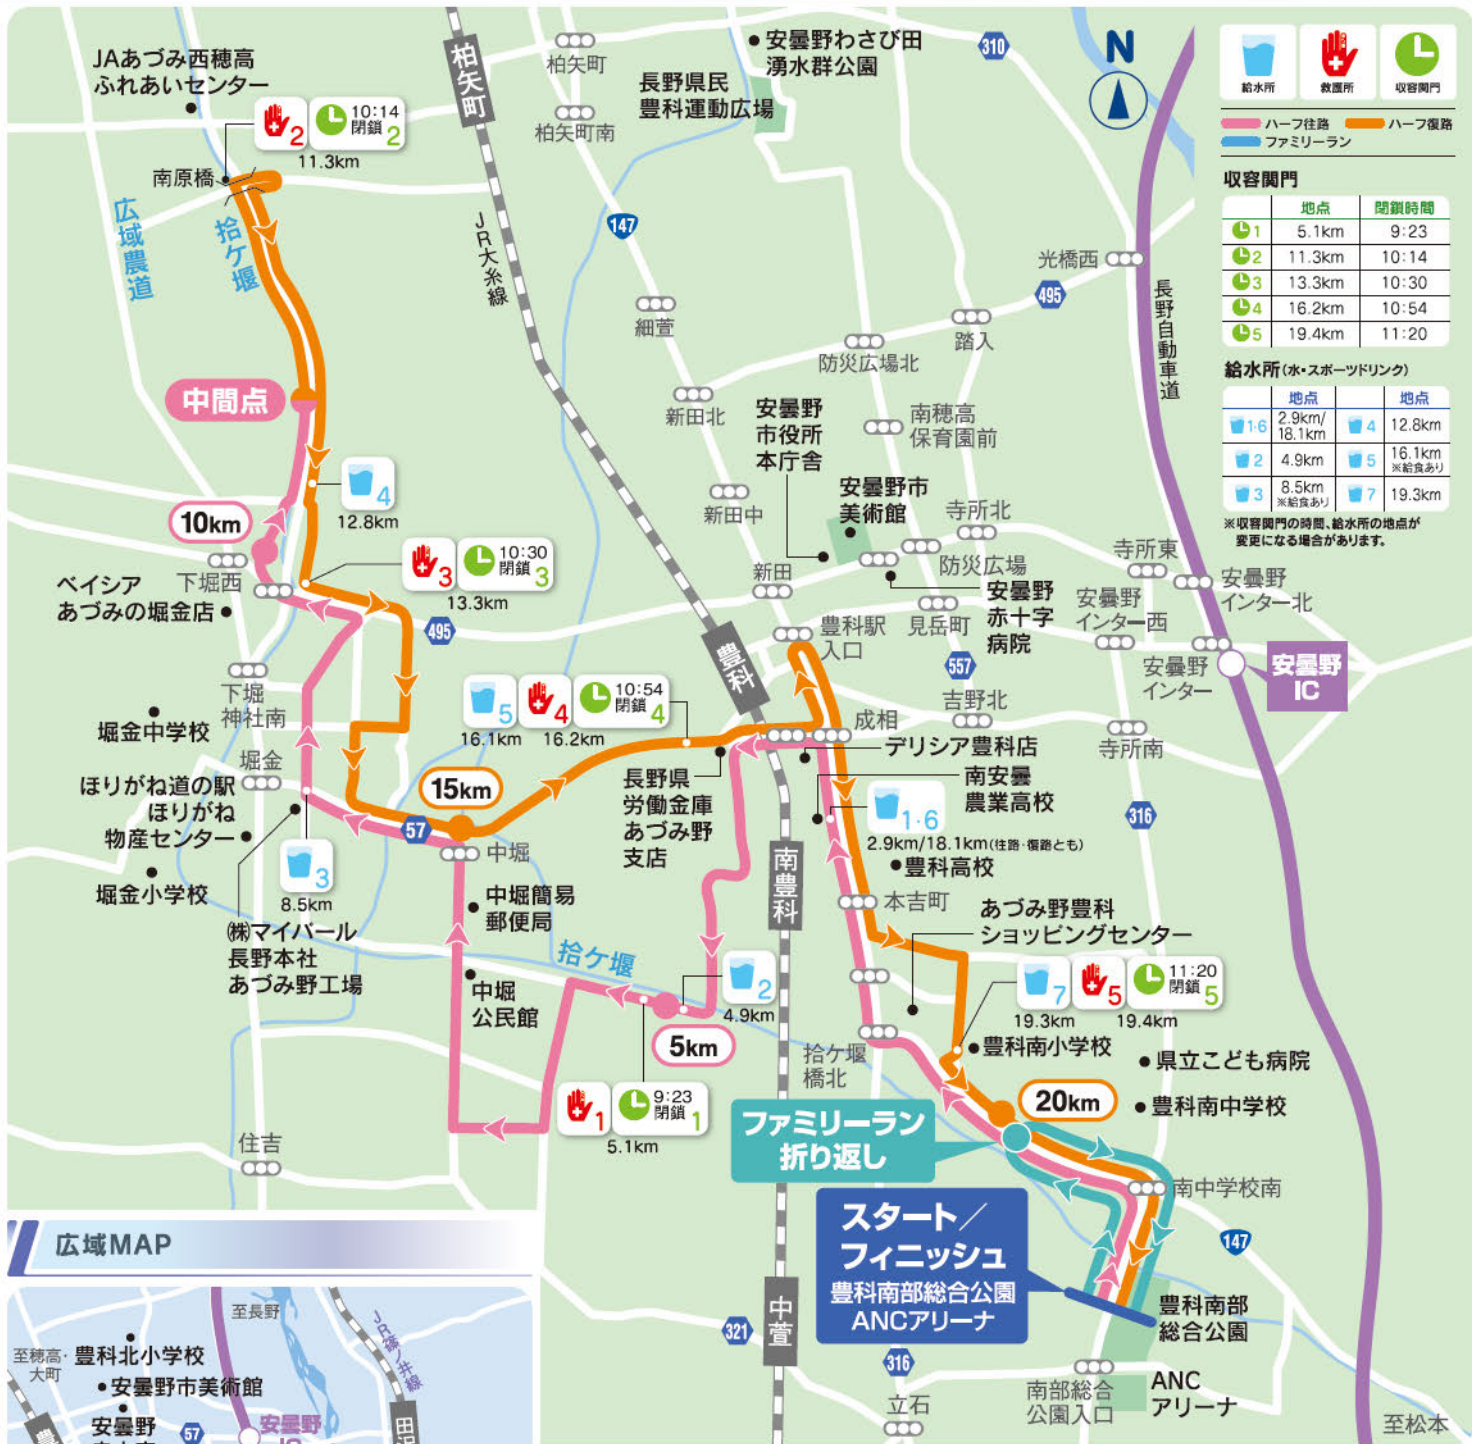 JAあづみ西穂高
ふれあいセンター
2
10:14
閉鎖 2
11.3km
南原橋
広域農道
拾ケ堰
柏矢町
柏矢町
柏矢町南
安曇野わさび田
湧水群公園
長野県民
豊科運動広場
310
N
147
JR大糸線
細萱
新田北
新田中
新田
防災広場北
踏入
光橋西
495
長野自動車道
南穂高
保育園前
安曇野
市役所
本庁舎
安曇野市
美術館
寺所北
防災広場
寺所東
安曇野
インター北
安曇野
赤十字
病院
見岳町
安曇野
インター西
安曇野
インター
安曇野
IC
豊科駅
入口
557
吉野北
寺所南
316
給水所
救護所
収容関門
ハーフ往路
ハーフ復路
ファミリーラン
収容関門
地点 閉鎖時間
1 5.1km 9:23
2 11.3km 10:14
3 13.3km 10:30
4 16.2km 10:54
5 19.4km 11:20
給水所(水・スポーツドリンク)
地点 地点
1·6 2.9km/
18.1km
4 12.8km
2 4.9km
5 16.1km
※給食あり
3 8.5km
※給食あり
7 19.3km
※収容関門の時間、給水所の地点が
変更になる場合があります。
中間点
4
12.8km
10km
下堀西
ベイシア
あづみの堀金店
3
10:30
閉鎖 3
13.3km
495
下堀
神社南
堀金中学校
堀金
ほりがね道の駅
ほりがね
物産センター
堀金小学校
3
8.5km
㈱マイパール
長野本社
あづみ野工場
15km
57
中堀
中堀簡易
郵便局
中堀
公民館
5
16.1km
4
16.2km
10:54
閉鎖 4
豊科
成相
デリシア豊科店
長野県
労働金庫
あづみ野
支店
南安曇
農業高校
1·6
2.9km/18.1km(往路・復路とも)
豊科高校
南豊科
本吉町
あづみ野豊科
ショッピングセンター
拾ケ堰
2
4.9km
5km
1
9:23
閉鎖 1
5.1km
拾ケ堰
橋北
7
19.3km
5
11:20
閉鎖 5
19.4km
豊科南小学校
県立こども病院
豊科南中学校
20km
ファミリーラン
折り返し
南中学校南
147
スタート／
フィニッシュ
豊科南部総合公園
ANCアリーナ
豊科南部
総合公園
住吉
中萱
321
316
立石
南部総合
公園入口
ANC
アリーナ
至松本
広域MAP
至長野
JR篠ノ井線
至穂高・
大町
豊科北小学校
安曇野市美術館
安曇野
57
安曇野